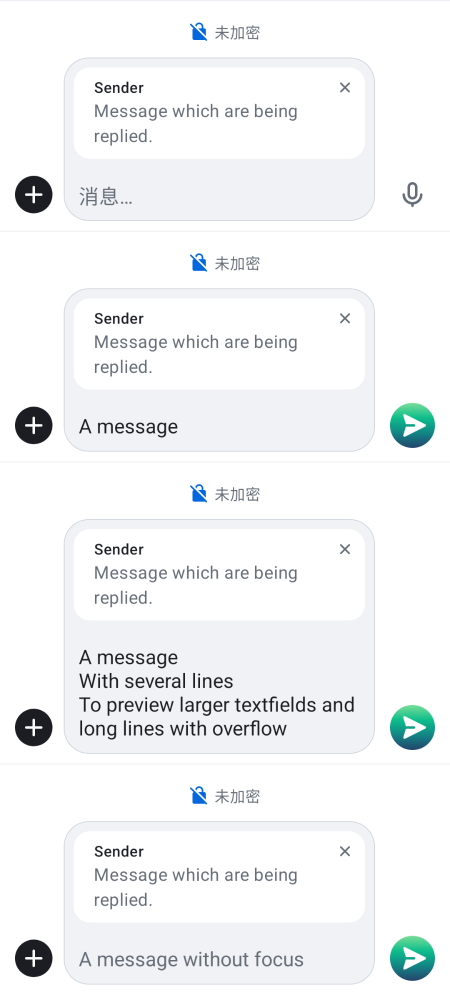 未加密
Sender
Message which are being
replied.
消息…
未加密
Sender
Message which are being
replied.
A message
未加密
Sender
Message which are being
replied.
A message
With several lines
To preview larger textfields and
long lines with overflow
未加密
Sender
Message which are being
replied.
A message without focus